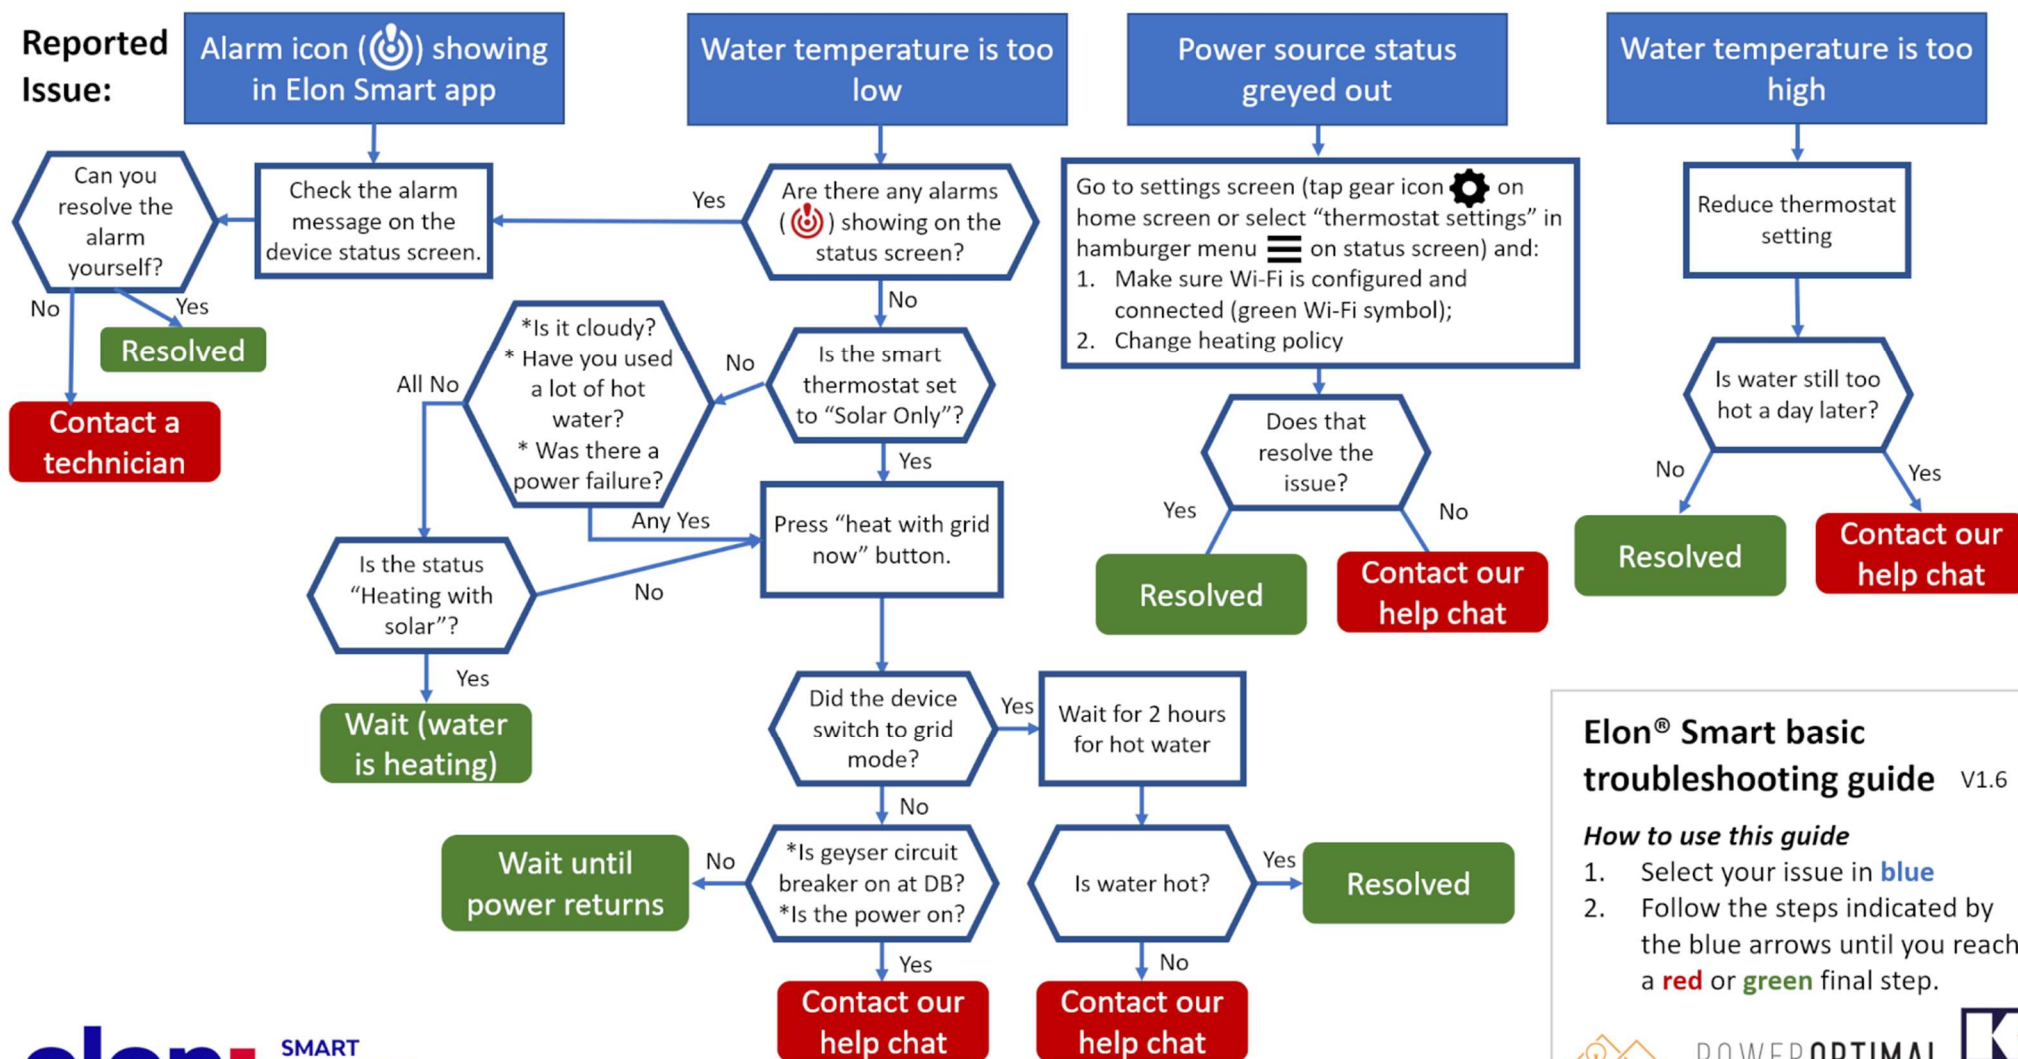 Reported
Issue:
Alarm icon ( ) showing
in Elon Smart app
Water temperature is too
low
Power source status
greyed out
Water temperature is too
high
Can you
resolve the
alarm
yourself?
Check the alarm
message on the
device status screen.
Yes
Are there any alarms
( ) showing on the
status screen?
Go to settings screen (tap gear icon on
home screen or select “thermostat settings” in
hamburger menu on status screen) and:
1. Make sure Wi-Fi is configured and
connected (green Wi-Fi symbol);
2. Change heating policy
Reduce thermostat
setting
No
Yes
Resolved
Contact a
technician
No
*Is it cloudy?
* Have you used
a lot of hot
water?
* Was there a
power failure?
No
Is the smart
thermostat set
to “Solar Only”?
All No
Any Yes
Yes
Is the status
“Heating with
solar”?
No
Press “heat with grid
now” button.
Does that
resolve the
issue?
Yes
No
Resolved
Contact our
help chat
Is water still too
hot a day later?
No
Yes
Resolved
Contact our
help chat
Yes
Wait (water
is heating)
Did the device
switch to grid
mode?
Yes
Wait for 2 hours
for hot water
No
Wait until
power returns
No
*Is geyser circuit
breaker on at DB?
*Is the power on?
Is water hot?
Yes
Resolved
Yes
Contact our
help chat
No
Contact our
help chat
Elon® Smart basic
troubleshooting guide V1.6
How to use this guide
1. Select your issue in blue
2. Follow the steps indicated by
the blue arrows until you reach
a red or green final step.
elon
SMART
POWEROPTIMAL